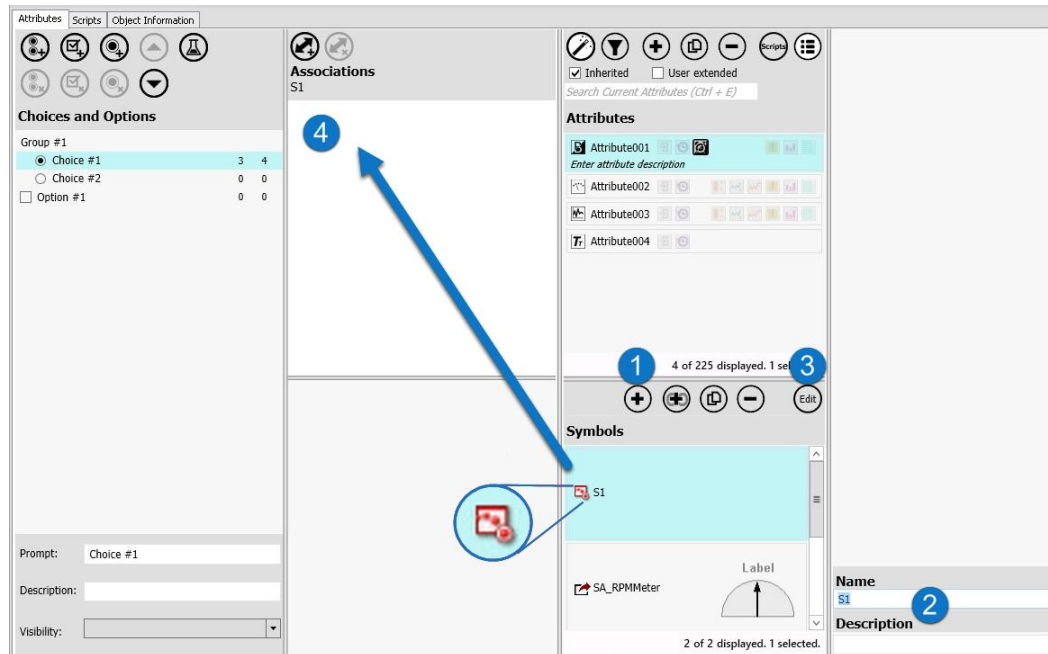 Attributes Scripts Object Information
Choices and Options
Group #1
Choice #1 3 4
Choice #2 0 0
Option #1 0 0
Prompt: Choice #1
Description:
Visibility:
Associations
S1
4
Scripts
Inherited User extended
Search Current Attributes (Ctrl + E)
Attributes
Attribute001
Enter attribute description
Attribute002
Attribute003
Tr Attribute004
4 of 225 displayed. 1 sel
1
3
Edit
Symbols
S1
SA_RPMMeter
Label
2 of 2 displayed. 1 selected.
Name
S1
2
Description